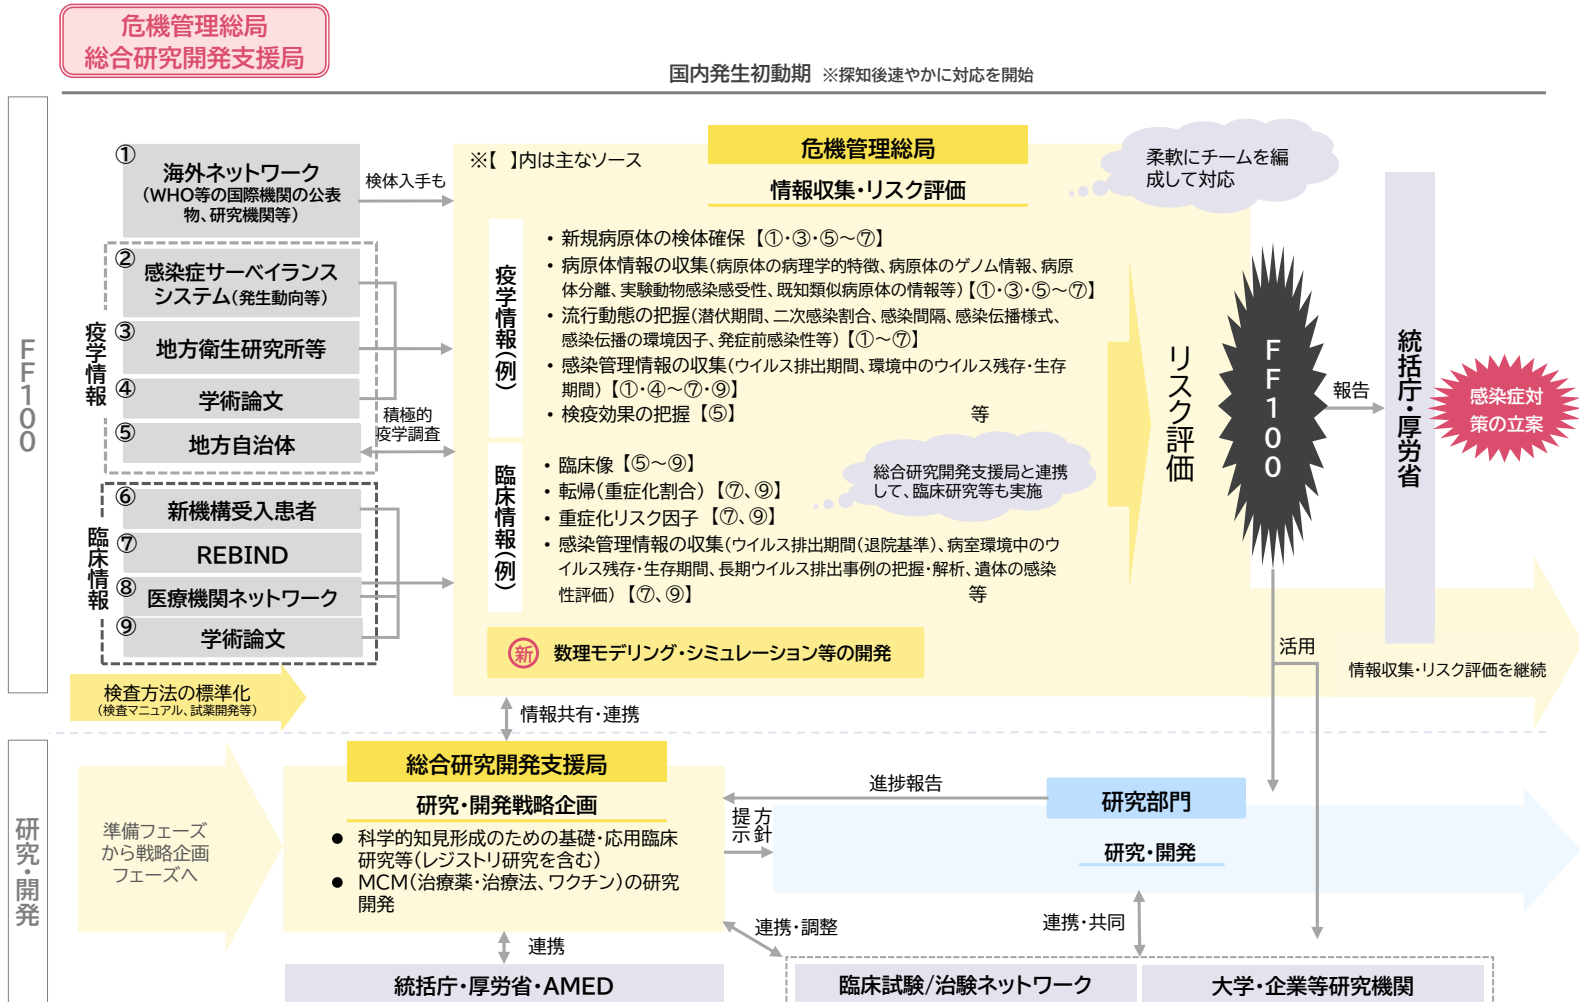 危機管理総局
総合研究開発支援局
国内発生初動期 ※探知後速やかに対応を開始
FF100
①
海外ネットワーク
(WHO等の国際機関の公表
物、研究機関等)
検体入手も
疫学情報
②
感染症サーベイランス
システム(発生動向等)
③
地方衛生研究所等
④
学術論文
⑤
地方自治体
積極的
疫学調査
臨床情報
⑥
新機構受入患者
⑦
REBIND
⑧
医療機関ネットワーク
⑨
学術論文
検査方法の標準化
(検査マニュアル、試薬開発等)
※【 】内は主なソース
危機管理総局
情報収集・リスク評価
柔軟にチームを編
成して対応
疫学情報(例)
・新規病原体の検体確保【①・③・⑤~⑦】
・病原体情報の収集(病原体の病理学的特徴、病原体のゲノム情報、病原
体分離、実験動物感染感受性、既知類似病原体の情報等)【①・③・⑤~⑦】
・流行動態の把握(潜伏期間、二次感染割合、感染間隔、感染伝播様式、
感染伝播の環境因子、発症前感染性等)【①~⑦】
・感染管理情報の収集(ウイルス排出期間、環境中のウイルス残存・生存
期間)【①・④~⑦・⑨】
・検疫効果の把握【⑤】 等
臨床情報(例)
・臨床像【⑤~⑨】
・転帰(重症化割合)【⑦、⑨】
・重症化リスク因子【⑦、⑨】
・感染管理情報の収集(ウイルス排出期間(退院基準)、病室環境中のウ
イルス残存・生存期間、長期ウイルス排出事例の把握・解析、遺体の感染
性評価)【⑦、⑨】 等
総合研究開発支援局と連携
して、臨床研究等も実施
新 数理モデリング・シミュレーション等の開発
リスク評価
FF100
報告
統括庁・厚労省
感染症対
策の立案
活用
情報収集・リスク評価を継続
情報共有・連携
研究・開発
準備フェーズ
から戦略企画
フェーズへ
総合研究開発支援局
研究・開発戦略企画
● 科学的知見形成のための基礎・応用臨床
研究等(レジストリ研究を含む)
● MCM(治療薬・治療法、ワクチン)の研究
開発
進捗報告
方針
提示
研究部門
研究・開発
連携
連携・調整
連携・共同
統括庁・厚労省・AMED
臨床試験/治験ネットワーク
大学・企業等研究機関